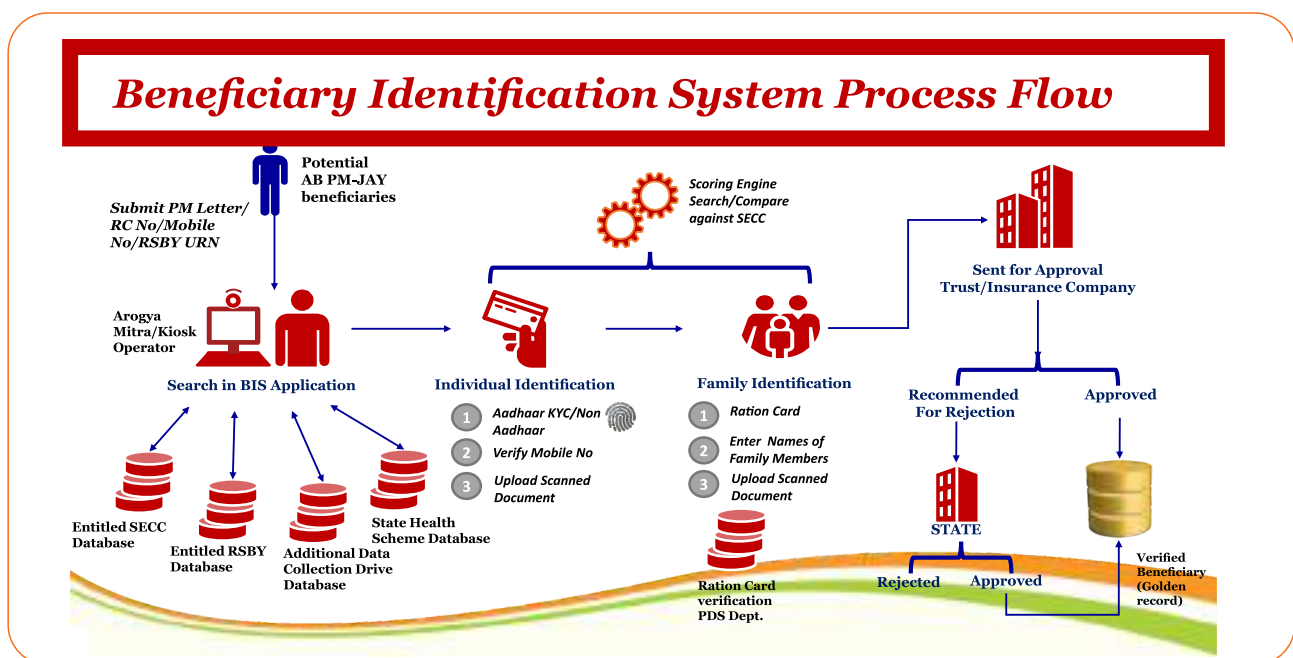 Beneficiary Identification System Process Flow
Potential
AB PM-JAY
beneficiaries
Submit PM Letter/
RC No/Mobile
No/RSBY URN
Scoring Engine
Search/Compare
against SECC
Sent for Approval
Trust/Insurance Company
Arogya
Mitra/Kiosk
Operator
Search in BIS Application
Individual Identification
1 Aadhaar KYC/Non
Aadhaar
2 Verify Mobile No
3 Upload Scanned
Document
Family Identification
1 Ration Card
2 Enter Names of
Family Members
3 Upload Scanned
Document
Recommended
For Rejection
Approved
Entitled SECC
Database
Entitled RSBY
Database
Additional Data
Collection Drive
Database
State Health
Scheme Database
Ration Card
verification
PDS Dept.
STATE
Rejected
Approved
Verified
Beneficiary
(Golden
record)